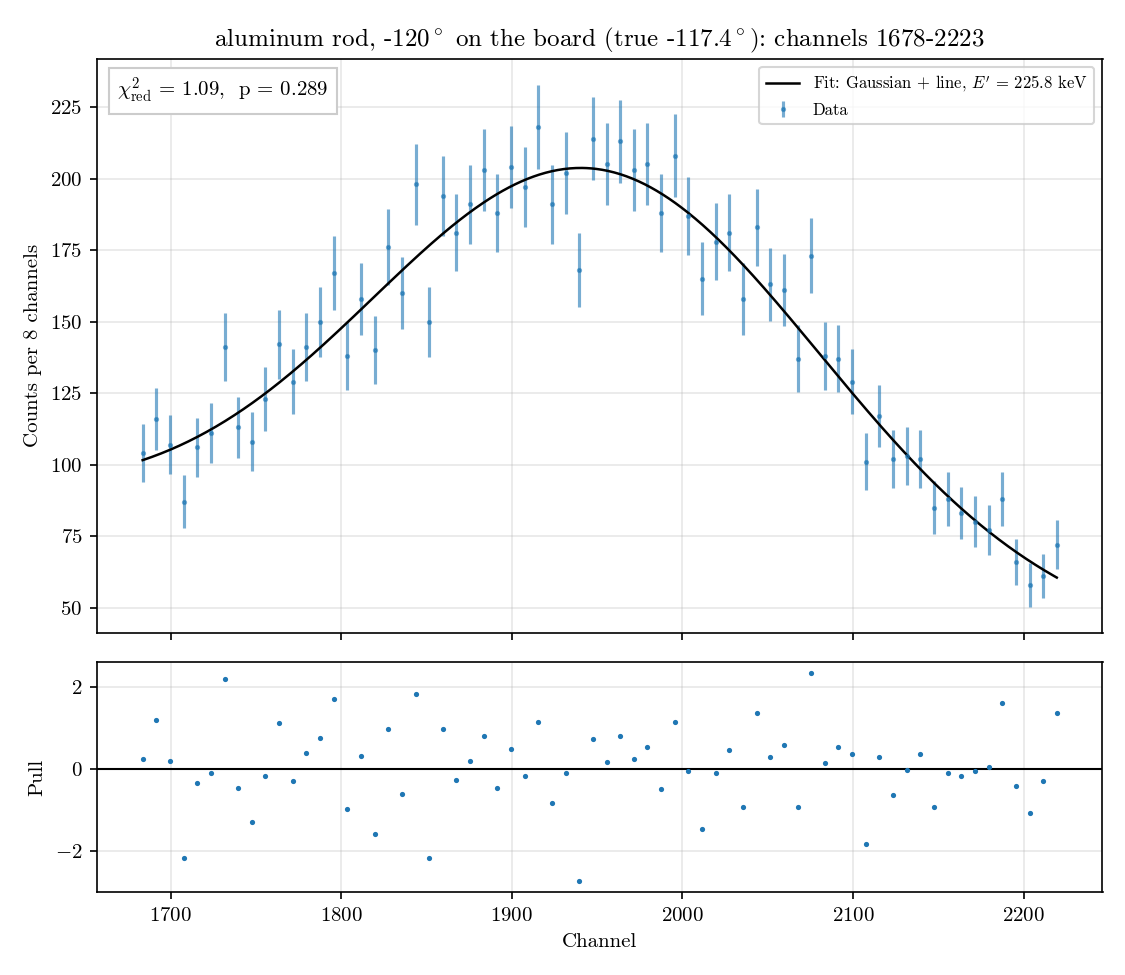 aluminum rod, -120° on the board (true -117.4°): channels 1678-2223
χ²red = 1.09, p = 0.289
Fit: Gaussian + line, E′ = 225.8 keV
Data
Counts per 8 channels
225
200
175
150
125
100
75
50
Pull
2
0
−2
1700 1800 1900 2000 2100 2200
Channel